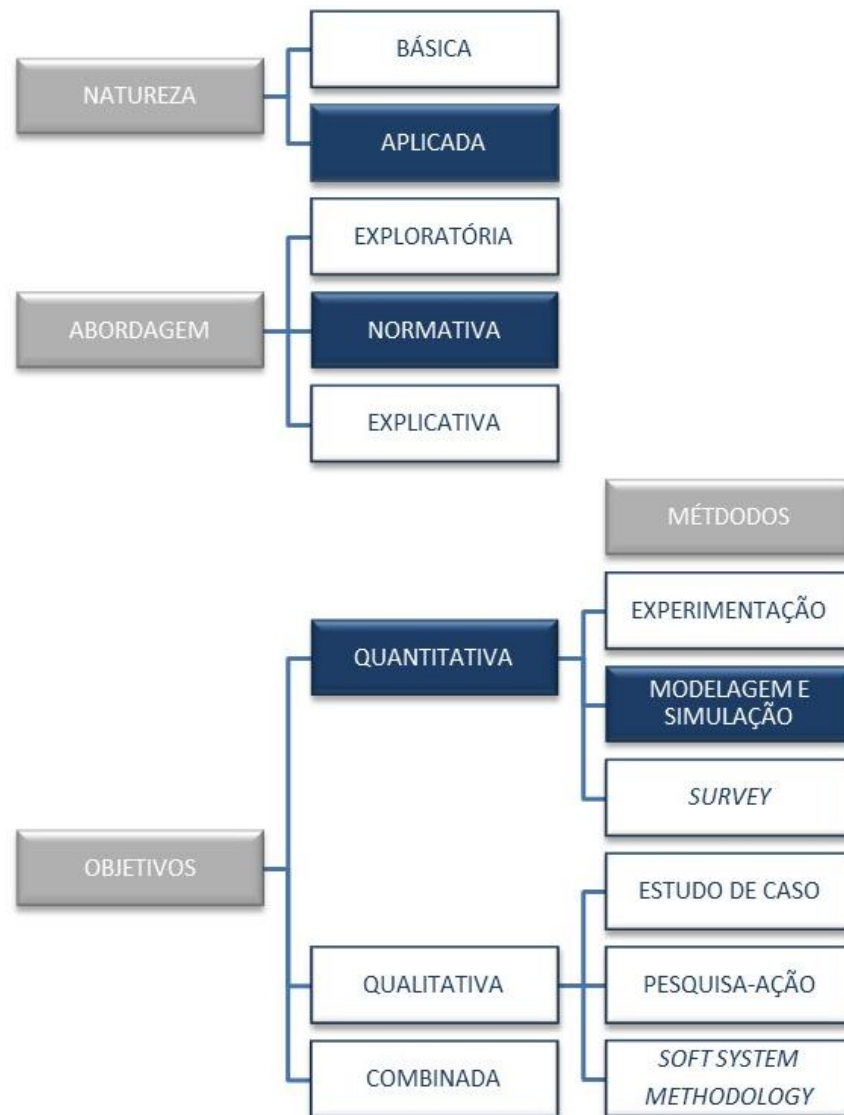 BÁSICA
NATUREZA
APLICADA
EXPLORATÓRIA
ABORDAGEM
NORMATIVA
EXPLICATIVA
MÉTDODOS
EXPERIMENTAÇÃO
QUANTITATIVA
MODELAGEM E
SIMULAÇÃO
SURVEY
OBJETIVOS
ESTUDO DE CASO
QUALITATIVA
PESQUISA-AÇÃO
COMBINADA
SOFT SYSTEM
METHODOLOGY